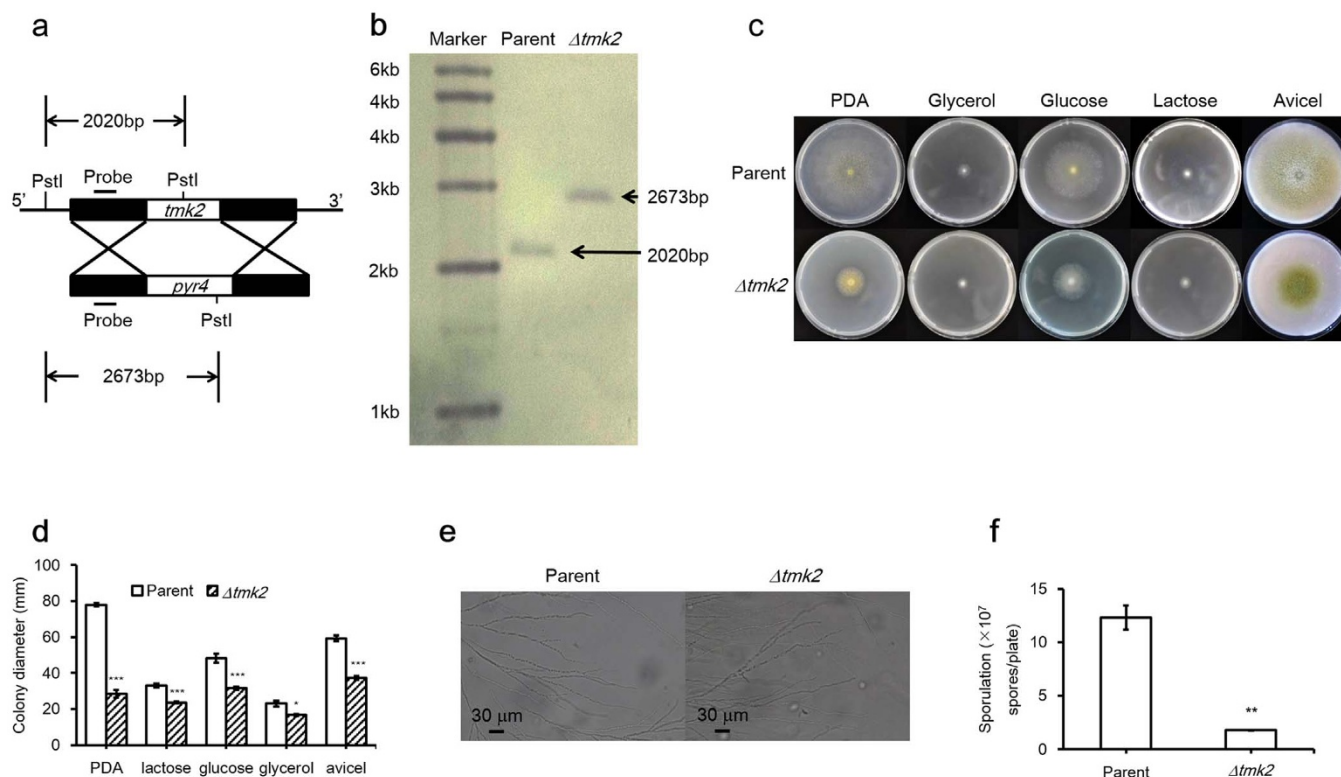 a
2020bp
PstI
Probe
PstI
5’
tmk2
3’
pyr4
Probe
PstI
2673bp
b
Marker Parent Δtmk2
6kb
4kb
4kb
3kb
2kb
1kb
2673bp
2020bp
c
PDA Glycerol Glucose Lactose Avicel
Parent
Δtmk2
d
Colony diameter (mm)
100
80
60
40
20
0
Parent Δtmk2
***
***
***
*
***
PDA lactose glucose glycerol avicel
e
Parent Δtmk2
30 μm 30 μm
f
Sporulation (×10⁷
spores/plate)
15
10
5
0
**
Parent Δtmk2